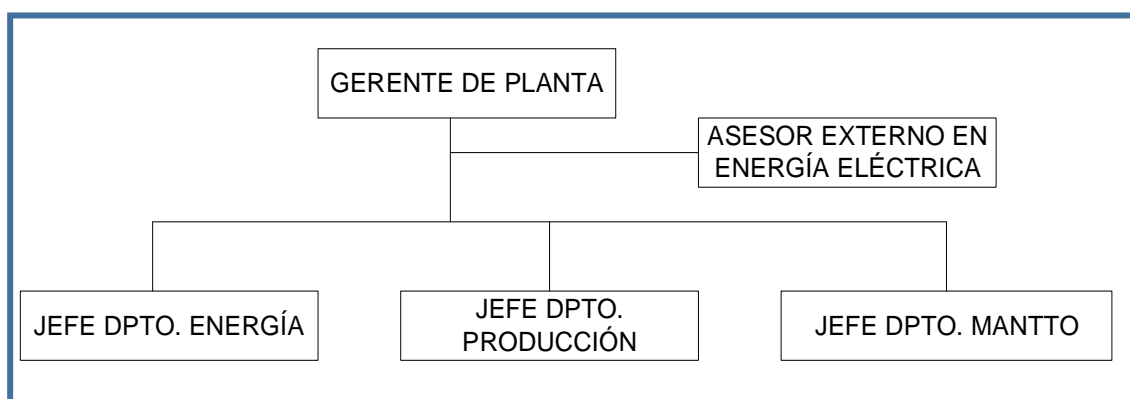 GERENTE DE PLANTA
ASESOR EXTERNO EN
ENERGÍA ELÉCTRICA
JEFE DPTO. ENERGÍA
JEFE DPTO.
PRODUCCIÓN
JEFE DPTO. MANTTO